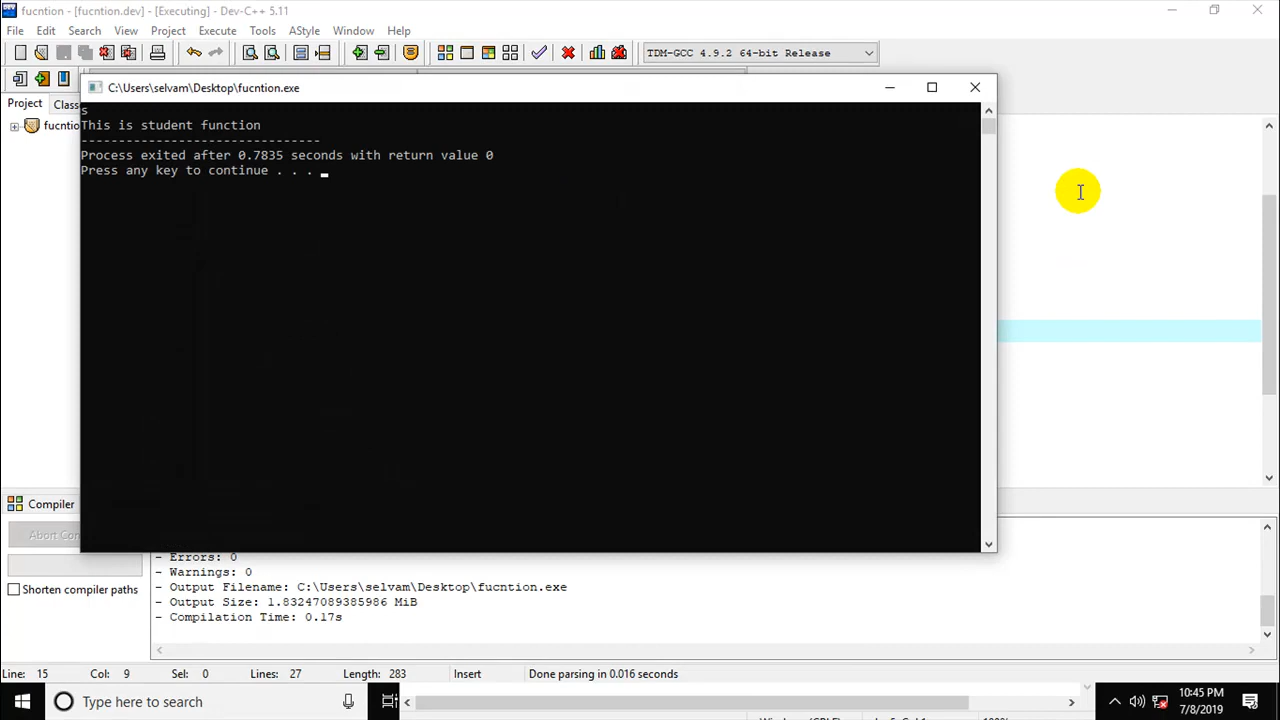 fucntion - [fucntion.dev] - [Executing] - Dev-C++ 5.11
File Edit Search View Project Execute Tools AStyle Window Help
TDM-GCC 4.9.2 64-bit Release
C:\Users\selvam\Desktop\fucntion.exe
Project Class
fucntio
s
This is student function
--------------------------------
Process exited after 0.7835 seconds with return value 0
Press any key to continue . . .
Compiler
Abort Com
Shorten compiler paths
- Errors: 0
- Warnings: 0
- Output Filename: C:\Users\selvam\Desktop\fucntion.exe
- Output Size: 1.83247089385986 MiB
- Compilation Time: 0.17s
Line: 15 Col: 9 Sel: 0 Lines: 27 Length: 283 Insert Done parsing in 0.016 seconds
Type here to search
10:45 PM
7/8/2019